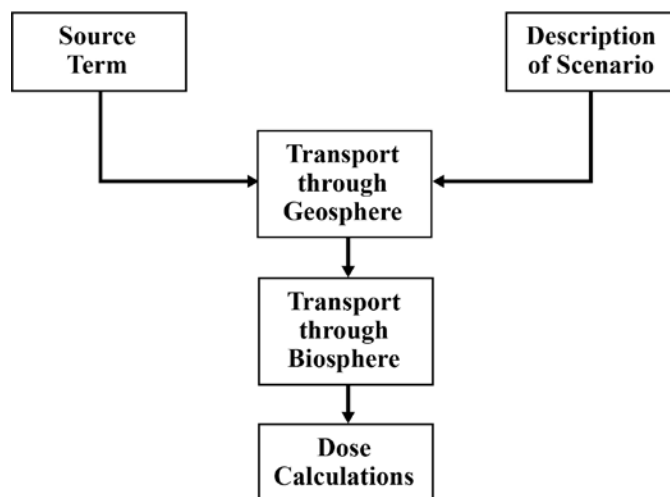 Source
Term
Description
of Scenario
Transport
through
Geosphere
Transport
through
Biosphere
Dose
Calculations